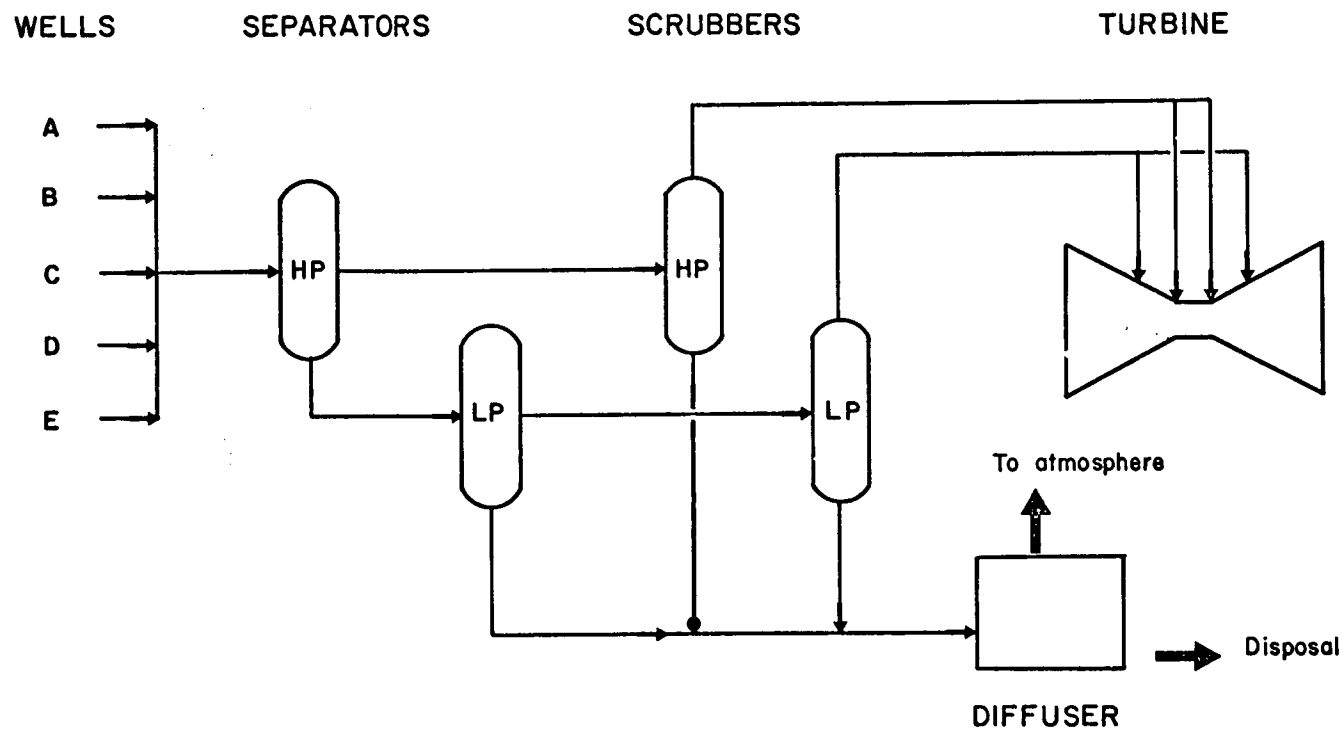 WELLS SEPARATORS SCRUBBERS TURBINE
A
B
C
D
E
HP
HP
LP
LP
To atmosphere
Disposal
DIFFUSER